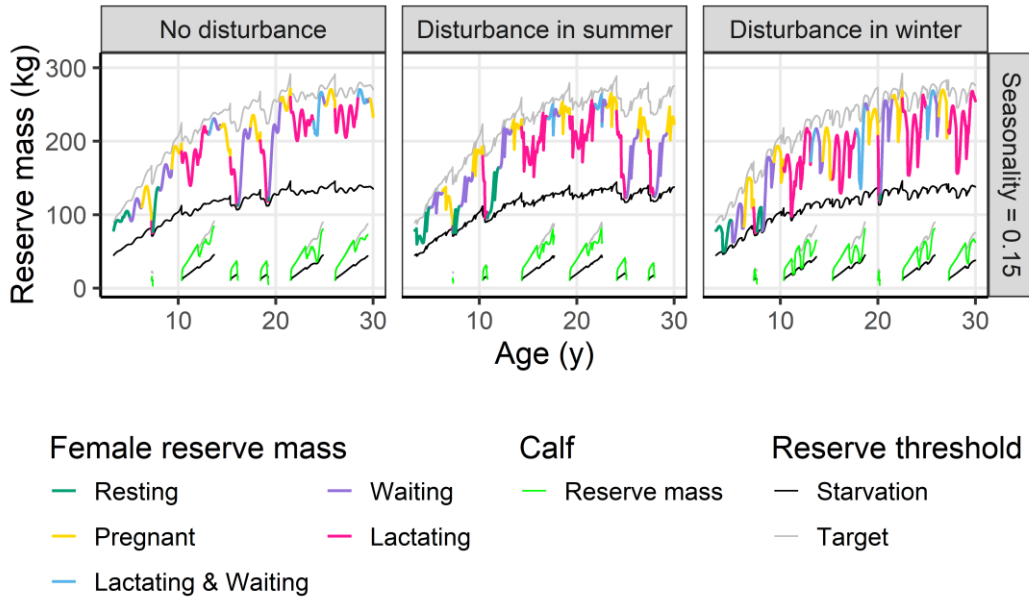 No disturbance
Disturbance in summer
Disturbance in winter
Reserve mass (kg)
300
200
100
0
Seasonality = 0.15
10 20 30
10 20 30
10 20 30
Age (y)
Female reserve mass
Resting
Waiting
Pregnant
Lactating
Lactating & Waiting
Calf
Reserve mass
Reserve threshold
Starvation
Target